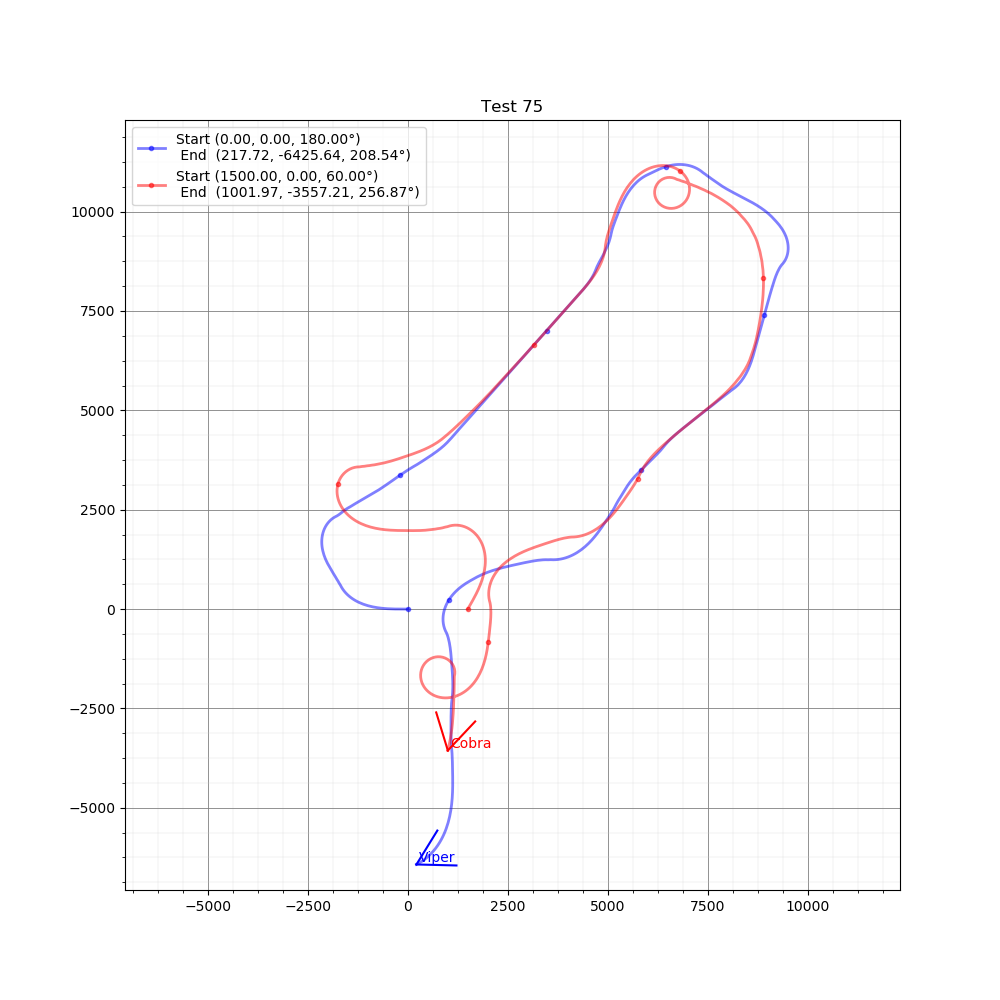 Test 75
Start (0.00, 0.00, 180.00°)
End (217.72, -6425.64, 208.54°)
Start (1500.00, 0.00, 60.00°)
End (1001.97, -3557.21, 256.87°)
10000
7500
5000
2500
0
−2500
−5000
Cobra
Viper
−5000 −2500 0 2500 5000 7500 10000